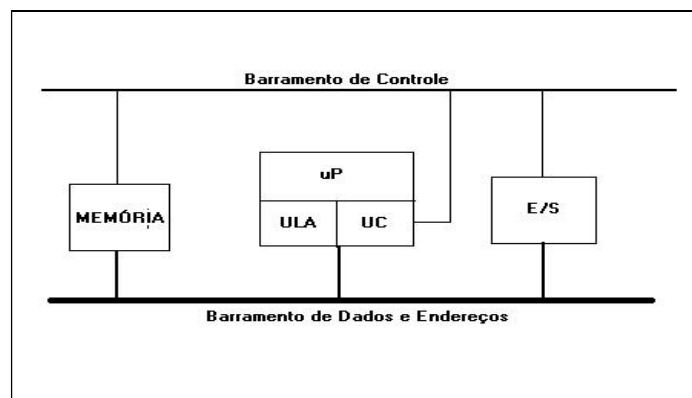 Barramento de Controle
uP
MEMÓRIA
ULA
UC
E/S
Barramento de Dados e Endereços